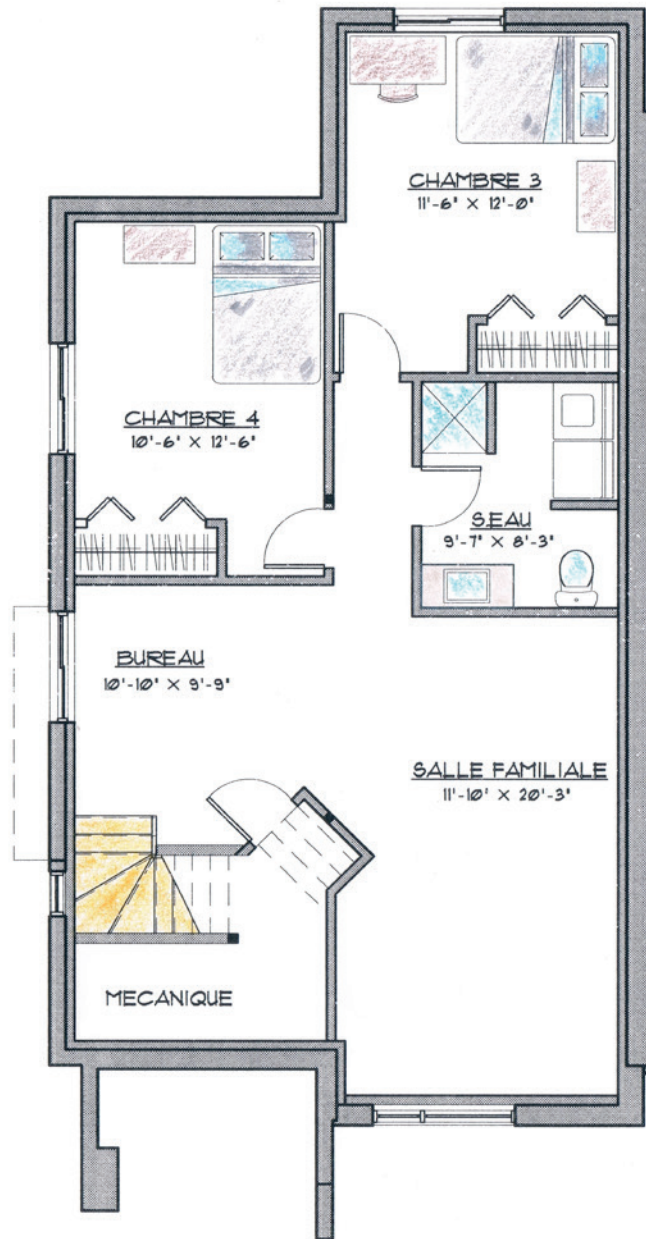 CHAMBRE 3
11'-6" X 12'-0"
CHAMBRE 4
10'-6" X 12'-6"
S.EAU
9'-7" X 8'-3"
BUREAU
10'-10" X 9'-9"
SALLE FAMILIALE
11'-10" X 20'-3"
MECANIQUE